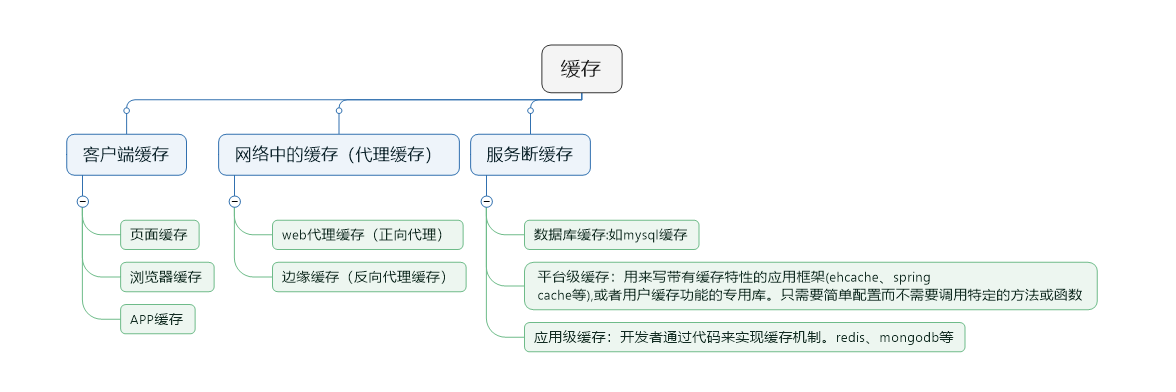 缓存
客户端缓存
网络中的缓存（代理缓存）
服务断缓存
页面缓存
浏览器缓存
APP缓存
web代理缓存（正向代理）
边缘缓存（反向代理缓存）
数据库缓存:如mysql缓存
平台级缓存：用来写带有缓存特性的应用框架(ehcache、spring
cache等),或者用户缓存功能的专用库。只需要简单配置而不需要调用特定的方法或函数
应用级缓存：开发者通过代码来实现缓存机制。redis、mongodb等